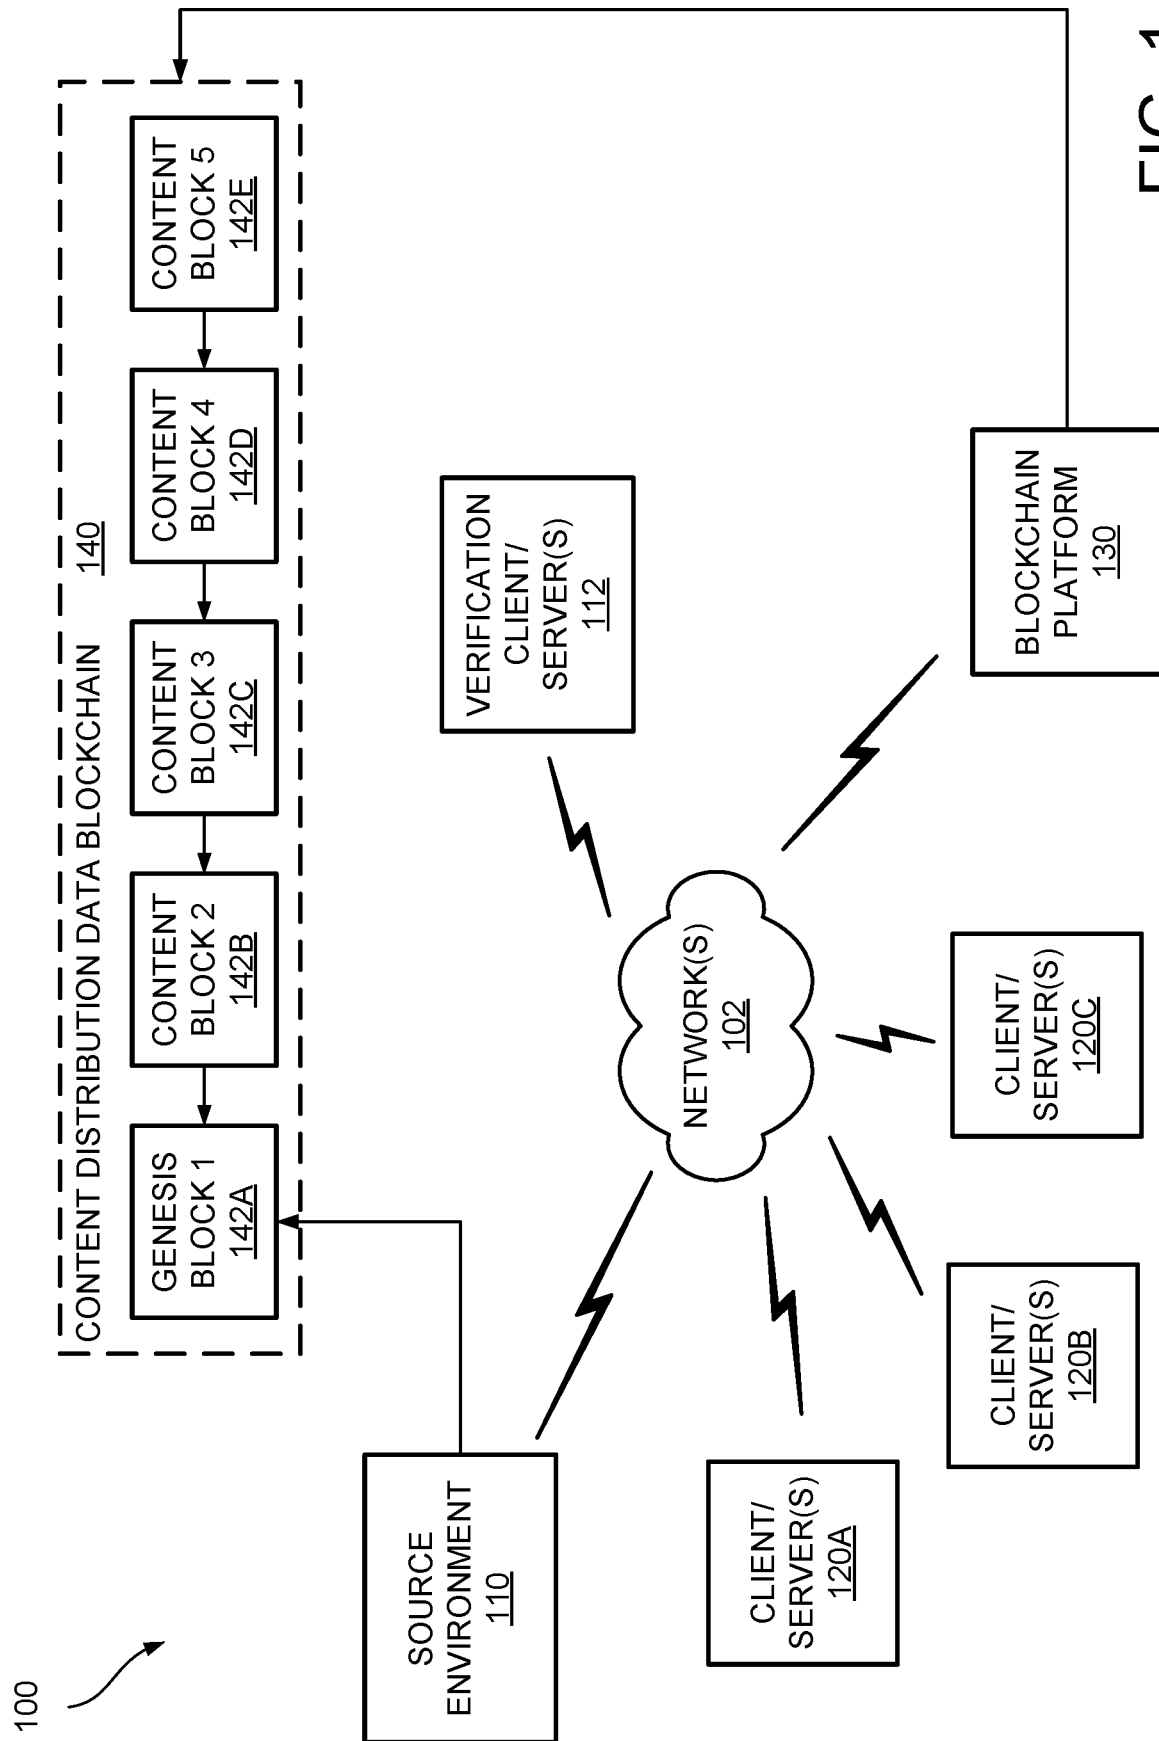 100
CONTENT DISTRIBUTION DATA BLOCKCHAIN 140
GENESIS
BLOCK 1
142A
CONTENT
BLOCK 2
142B
CONTENT
BLOCK 3
142C
CONTENT
BLOCK 4
142D
CONTENT
BLOCK 5
142E
SOURCE
ENVIRONMENT
110
VERIFICATION
CLIENT/
SERVER(S)
112
NETWORK(S)
102
CLIENT/
SERVER(S)
120A
CLIENT/
SERVER(S)
120B
CLIENT/
SERVER(S)
120C
BLOCKCHAIN
PLATFORM
130
FIG. 1